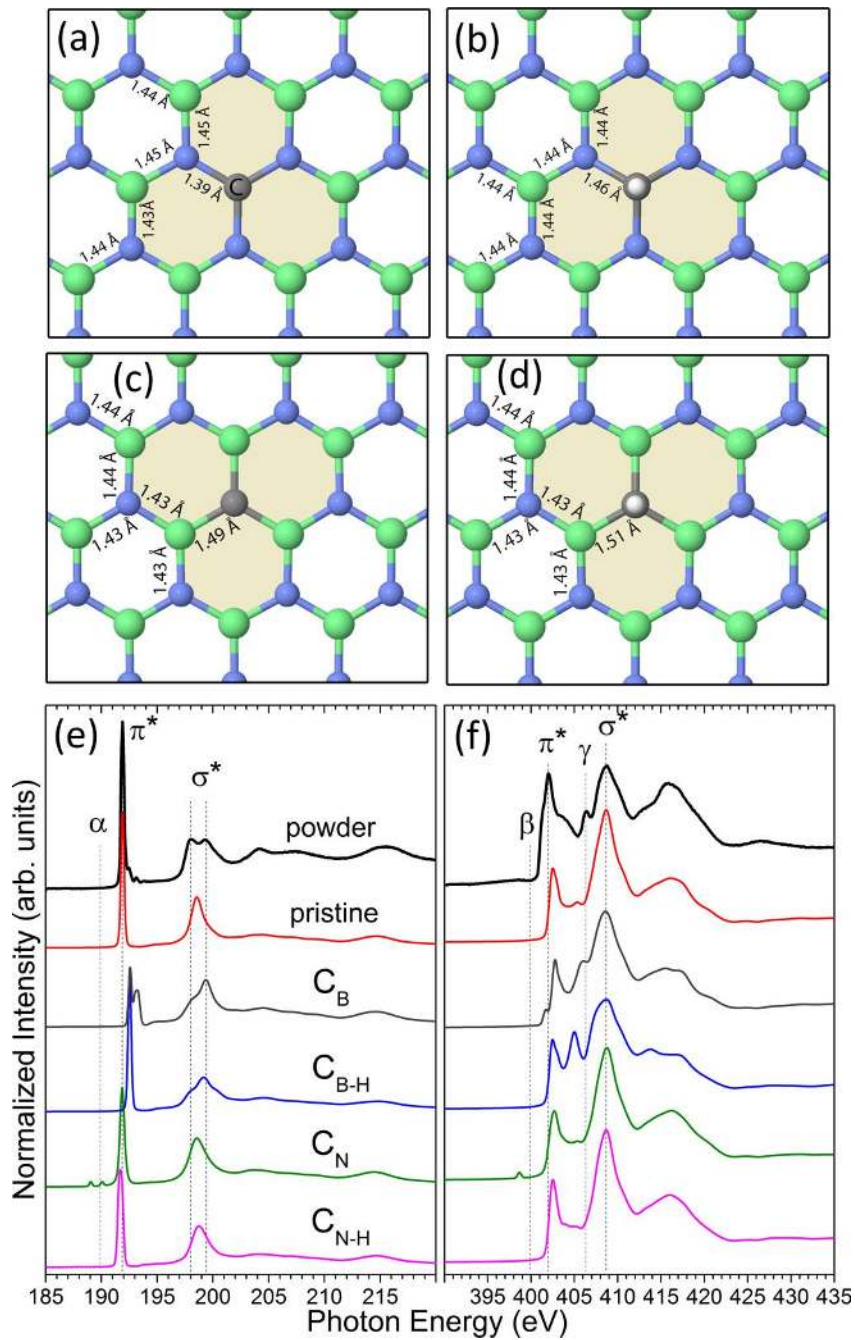 (a)
1.44 Å
1.45 Å
1.45 Å
1.39 Å
C
1.43Å
1.44 Å
(b)
1.44 Å
1.44 Å
1.44 Å
1.46 Å
1.44 Å
1.44 Å
(c)
1.44 Å
1.44 Å
1.43 Å
1.43 Å
1.49 Å
1.43 Å
(d)
1.44 Å
1.44 Å
1.43 Å
1.43 Å
1.51 Å
1.43 Å
(e)
π*
σ*
α
powder
pristine
C_B
C_B-H
C_N
C_N-H
(f)
π*
γ
σ*
β
Normalized Intensity (arb. units)
185 190 195 200 205 210 215
395 400 405 410 415 420 425 430 435
Photon Energy (eV)